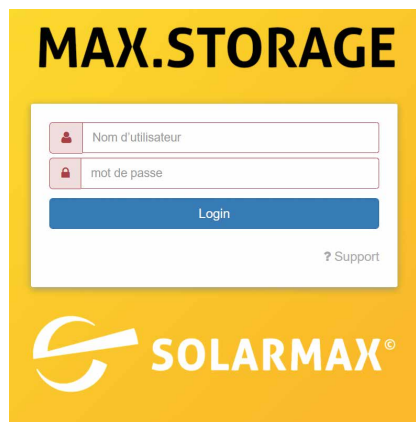 MAX.STORAGE
Nom d'utilisateur
mot de passe
Login
? Support
SOLARMAX©